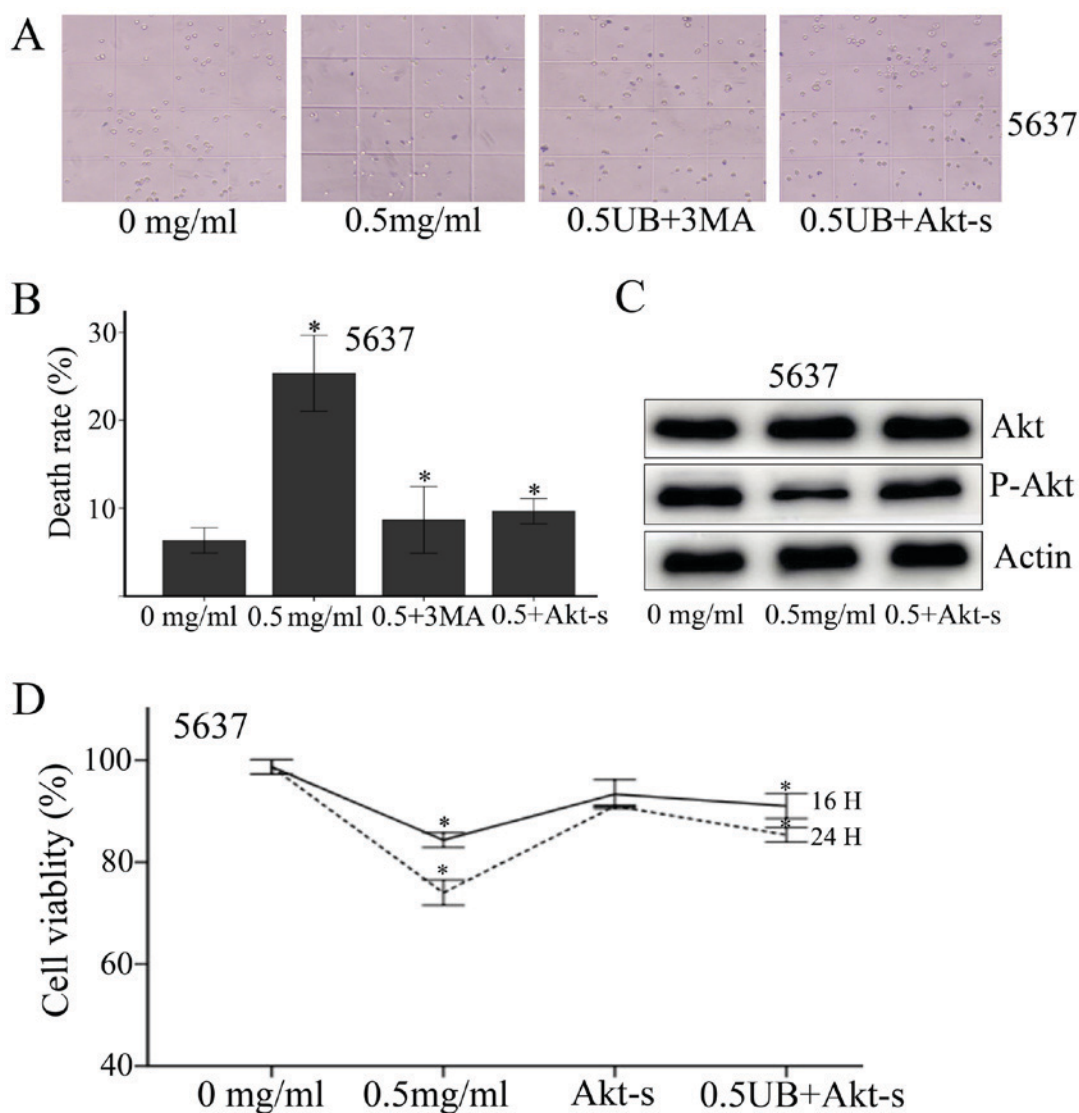 A
5637
0 mg/ml
0.5mg/ml
0.5UB+3MA
0.5UB+Akt-s
B
Death rate (%)
30
20
10
*
5637
*
*
0 mg/ml
0.5 mg/ml
0.5+3MA
0.5+Akt-s
C
5637
Akt
P-Akt
Actin
0 mg/ml
0.5mg/ml
0.5+Akt-s
D
5637
Cell viablity (%)
100
80
60
40
*
*
*
16 H
*
24 H
0 mg/ml
0.5mg/ml
Akt-s
0.5UB+Akt-s